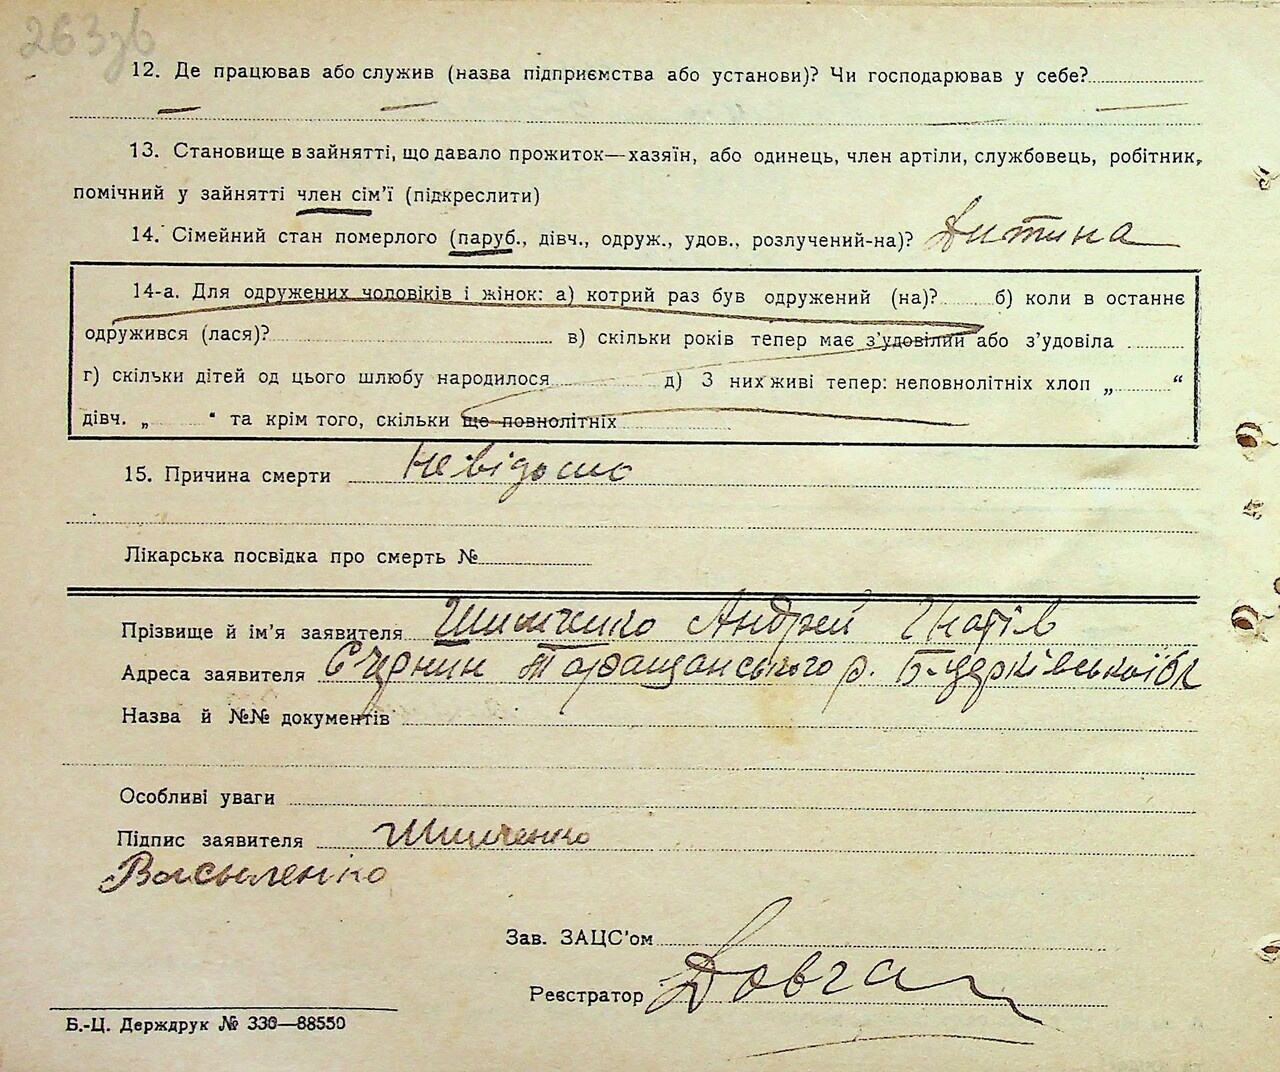 263зв
12. Де працював або служив (назва підприємства або установи)? Чи господарював у себе?
13. Становище в зайнятті, що давало прожиток—хазяїн, або одинець, член артіли, службовець, робітник,
помічний у зайнятті член сім'ї (підкреслити)
14. Сімейний стан померлого (паруб., дівч., одруж., удов., розлучений-на)? Дитина
14-а. Для одружених чоловіків і жінок: а) котрий раз був одружений (на)? б) коли в останнє
одружився (лася)? в) скільки років тепер має з'удовілий або з'удовіла
г) скільки дітей од цього шлюбу народилося д) З них живі тепер: неповнолітніх хлоп „ “
дівч. „ “ та крім того, скільки ще повнолітніх
15. Причина смерти Невідомо
Лікарська посвідка про смерть №
Прізвище й ім'я заявителя Шимченко Андрей Гнатів
Адреса заявителя Таращанського р.
Назва й №№ документів
Особливі уваги
Підпис заявителя Шимченко
Васыленко
Зав. ЗАЦС'ом
Реєстратор Довга
Б.-Ц. Держдрук № 330—88550